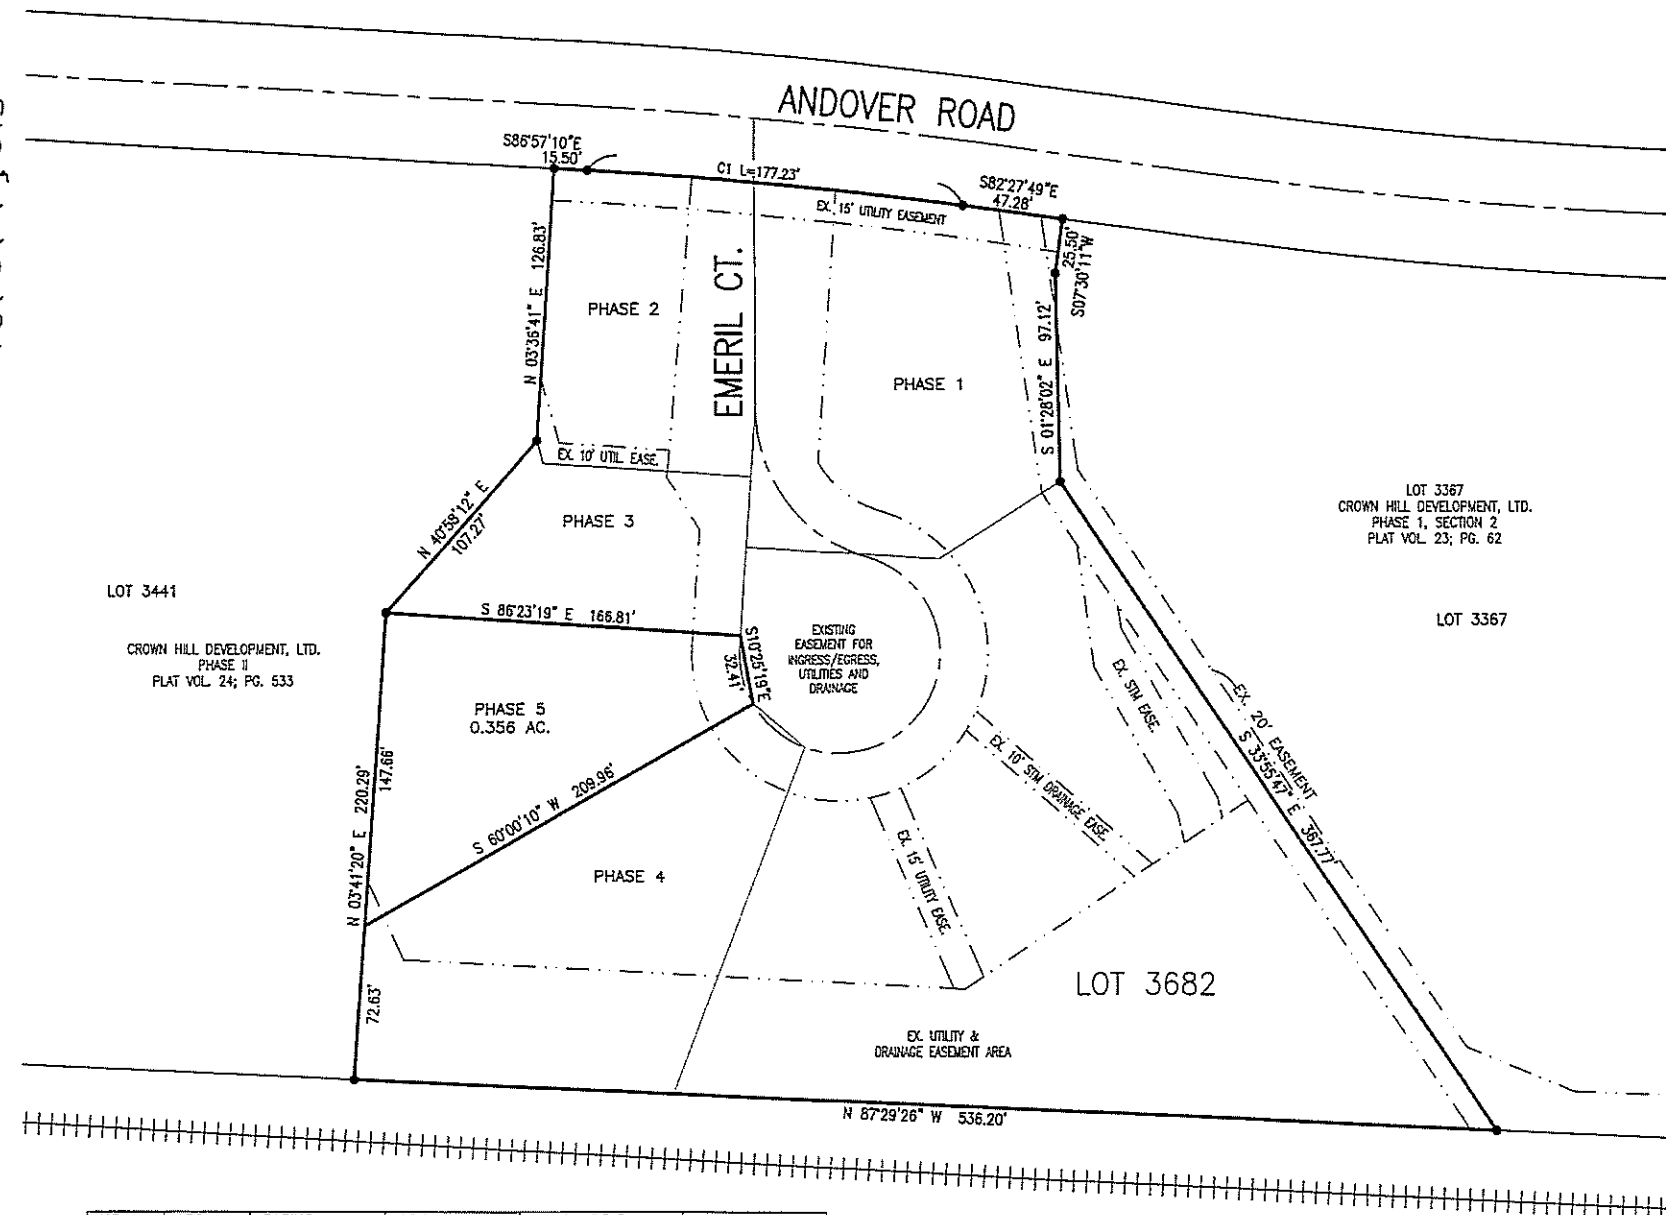 ANDOVER ROAD
S86°57'10"E
15.50'
C1 L=177.23'
S82°27'49"E
47.28'
EX. 15' UTILITY EASEMENT
25.50'
S07°30'11"W
N 03°36'41" E 126.83'
PHASE 2
EMERIL CT.
PHASE 1
S 01°28'02" E 97.12'
EX. 10' UTIL EASE.
N 40°58'12" E
107.27'
PHASE 3
LOT 3367
CROWN HILL DEVELOPMENT, LTD.
PHASE 1, SECTION 2
PLAT VOL. 23; PG. 62
LOT 3367
LOT 3441
CROWN HILL DEVELOPMENT, LTD.
PHASE II
PLAT VOL. 24; PG. 533
S 86°23'19" E 166.81'
S10°25'19"E
32.41'
EXISTING
EASEMENT FOR
INGRESS/EGRESS,
UTILITIES AND
DRAINAGE
EX. STM EASE.
EX. 20' EASEMENT
S 33°55'47" E 367.77'
PHASE 5
0.356 AC.
N 03°41'20" E 220.29'
147.66'
S 60°00'10" W 209.96'
EX. 10' STM DRAINAGE EASE.
EX. 15' UTILITY EASE.
PHASE 4
72.63'
LOT 3682
EX. UTILITY &
DRAINAGE EASEMENT AREA
N 87°29'26" W 536.20'